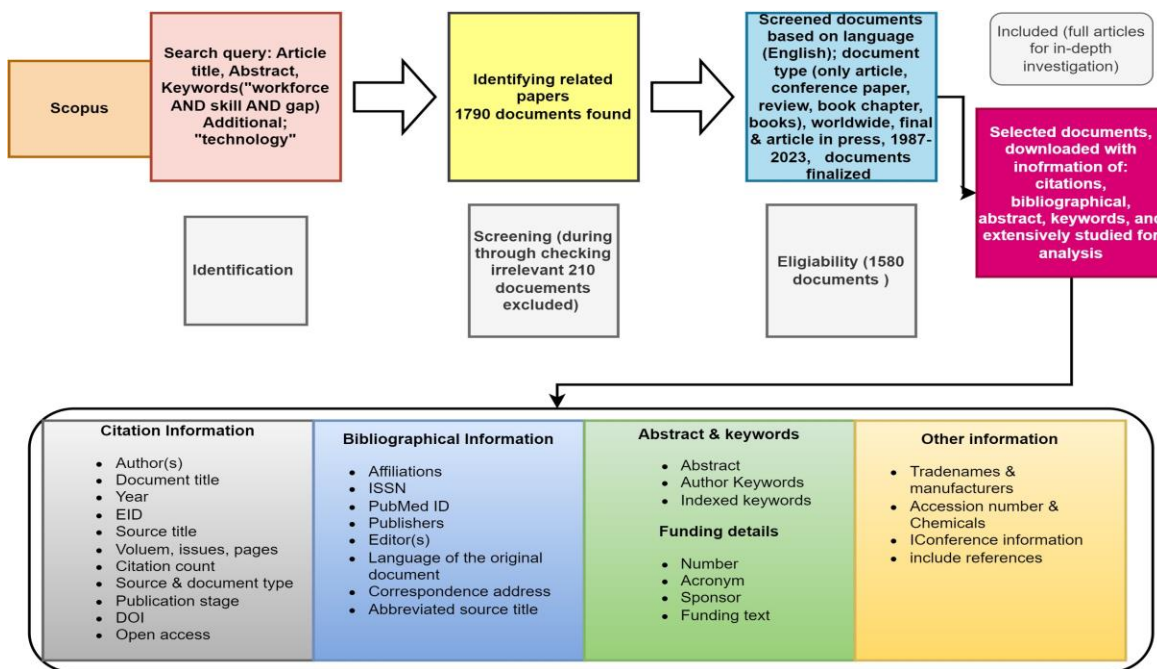 Scopus
Search query: Article
title, Abstract,
Keywords("workforce
AND skill AND gap)
Additional;
"technology"
Identifying related
papers
1790 documents found
Screened documents
based on language
(English); document
type (only article,
conference paper,
review, book chapter,
books), worldwide, final
& article in press, 1987-
2023, documents
finalized
Included (full articles
for in-depth
investigation)
Selected documents,
downloaded with
inofrmation of:
citations,
bibliographical,
abstract, keywords, and
extensively studied for
analysis
Identification
Screening (during
through checking
irrelevant 210
docuements
excluded)
Eligiability (1580
documents )
Citation Information
• Author(s)
• Document title
• Year
• EID
• Source title
• Voluem, issues, pages
• Citation count
• Source & document type
• Publication stage
• DOI
• Open access
Bibliographical Information
• Affiliations
• ISSN
• PubMed ID
• Publishers
• Editor(s)
• Language of the original
document
• Correspondence address
• Abbreviated source title
Abstract & keywords
• Abstract
• Author Keywords
• Indexed keywords
Funding details
• Number
• Acronym
• Sponsor
• Funding text
Other information
• Tradenames &
manufacturers
• Accession number &
Chemicals
• IConference information
• include references